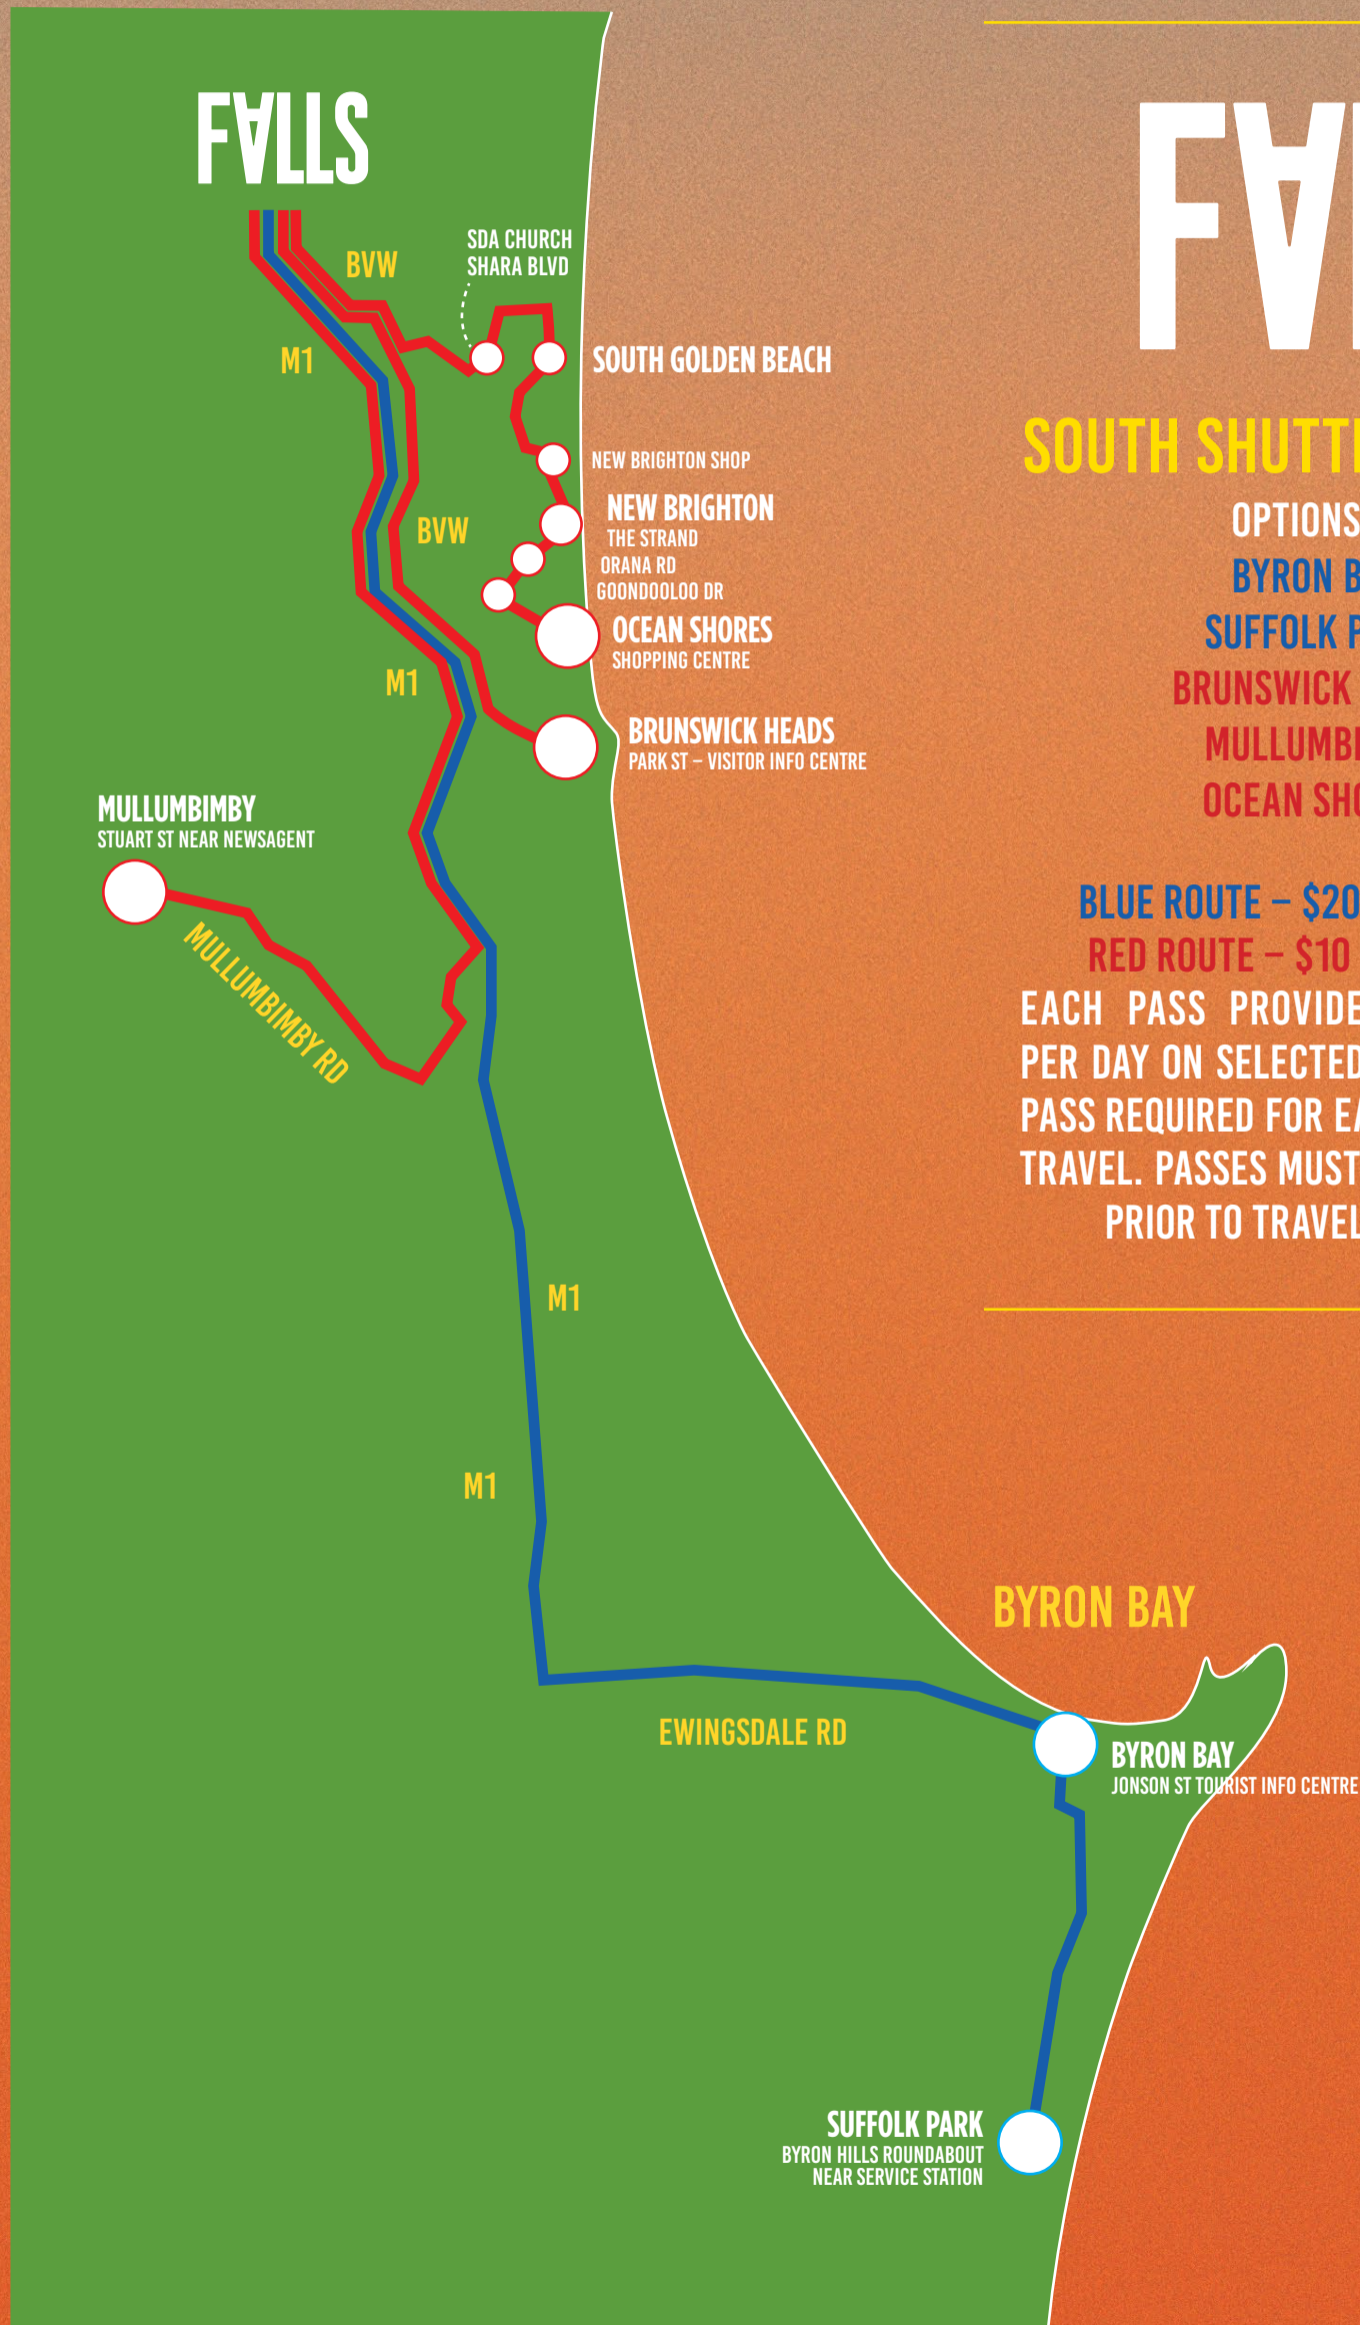 FALLS
BVW
SDA CHURCH
SHARA BLVD
M1
SOUTH GOLDEN BEACH
NEW BRIGHTON SHOP
NEW BRIGHTON
THE STRAND
ORANA RD
GOONDOOLOO DR
BVW
OCEAN SHORES
SHOPPING CENTRE
M1
BRUNSWICK HEADS
PARK ST – VISITOR INFO CENTRE
MULLUMBIMBY
STUART ST NEAR NEWSAGENT
MULLUMBIMBY RD
M1
M1
EWINGSDALE RD
BYRON BAY
BYRON BAY
JONSON ST TOURIST INFO CENTRE
SUFFOLK PARK
BYRON HILLS ROUNDABOUT
NEAR SERVICE STATION
FA
SOUTH SHUTT
OPTIONS
BYRON B
SUFFOLK P
BRUNSWICK
MULLUMBI
OCEAN SHO
BLUE ROUTE – $20
RED ROUTE – $10
EACH PASS PROVIDE
PER DAY ON SELECTED
PASS REQUIRED FOR EA
TRAVEL. PASSES MUST
PRIOR TO TRAVEL